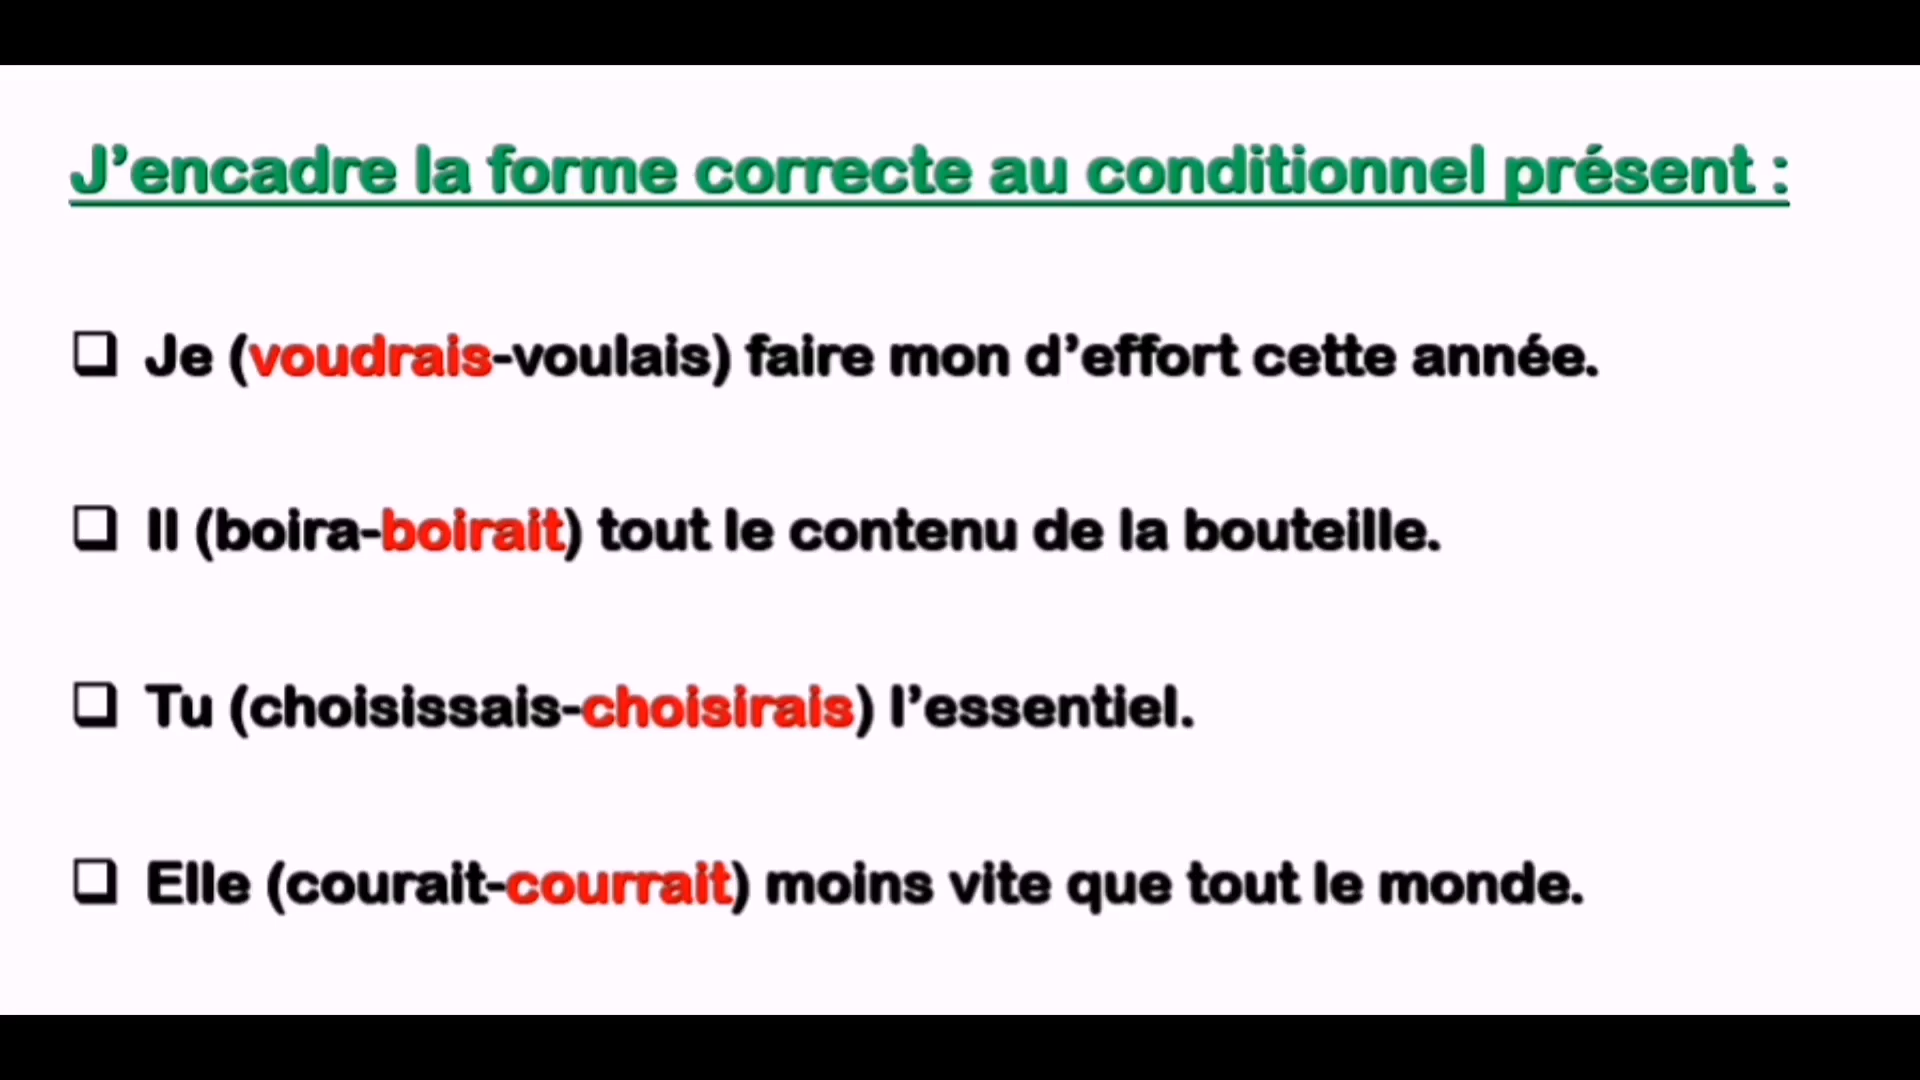 J’encadre la forme correcte au conditionnel présent :
❑ Je (voudrais-voulais) faire mon d’effort cette année.
❑ Il (boira-boirait) tout le contenu de la bouteille.
❑ Tu (choisissais-choisirais) l’essentiel.
❑ Elle (courait-courrait) moins vite que tout le monde.